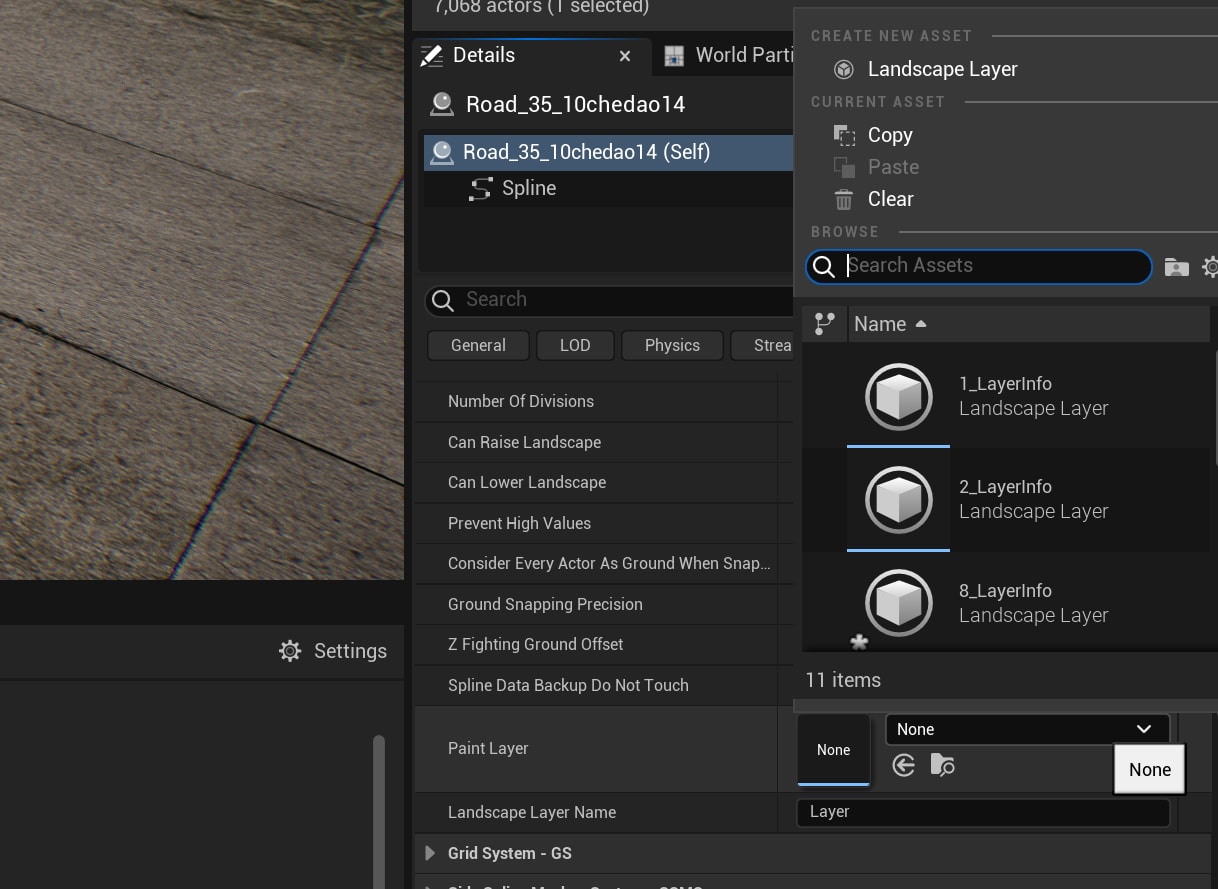 7,068 actors (1 selected)
Details
World Parti
Road_35_10chedao14
Road_35_10chedao14 (Self)
Spline
Search
General
LOD
Physics
Strea
Number Of Divisions
Can Raise Landscape
Can Lower Landscape
Prevent High Values
Consider Every Actor As Ground When Snap...
Ground Snapping Precision
Z Fighting Ground Offset
Spline Data Backup Do Not Touch
Paint Layer
None
None
None
Landscape Layer Name
Layer
Grid System - GS
CREATE NEW ASSET
Landscape Layer
CURRENT ASSET
Copy
Paste
Clear
BROWSE
Search Assets
Name
1_LayerInfo
Landscape Layer
2_LayerInfo
Landscape Layer
8_LayerInfo
Landscape Layer
11 items
Settings